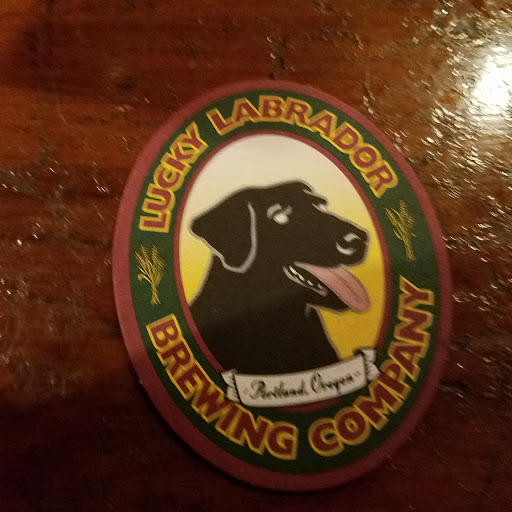 LUCKY LABRADOR
Portland, Oregon
BREWING COMPANY